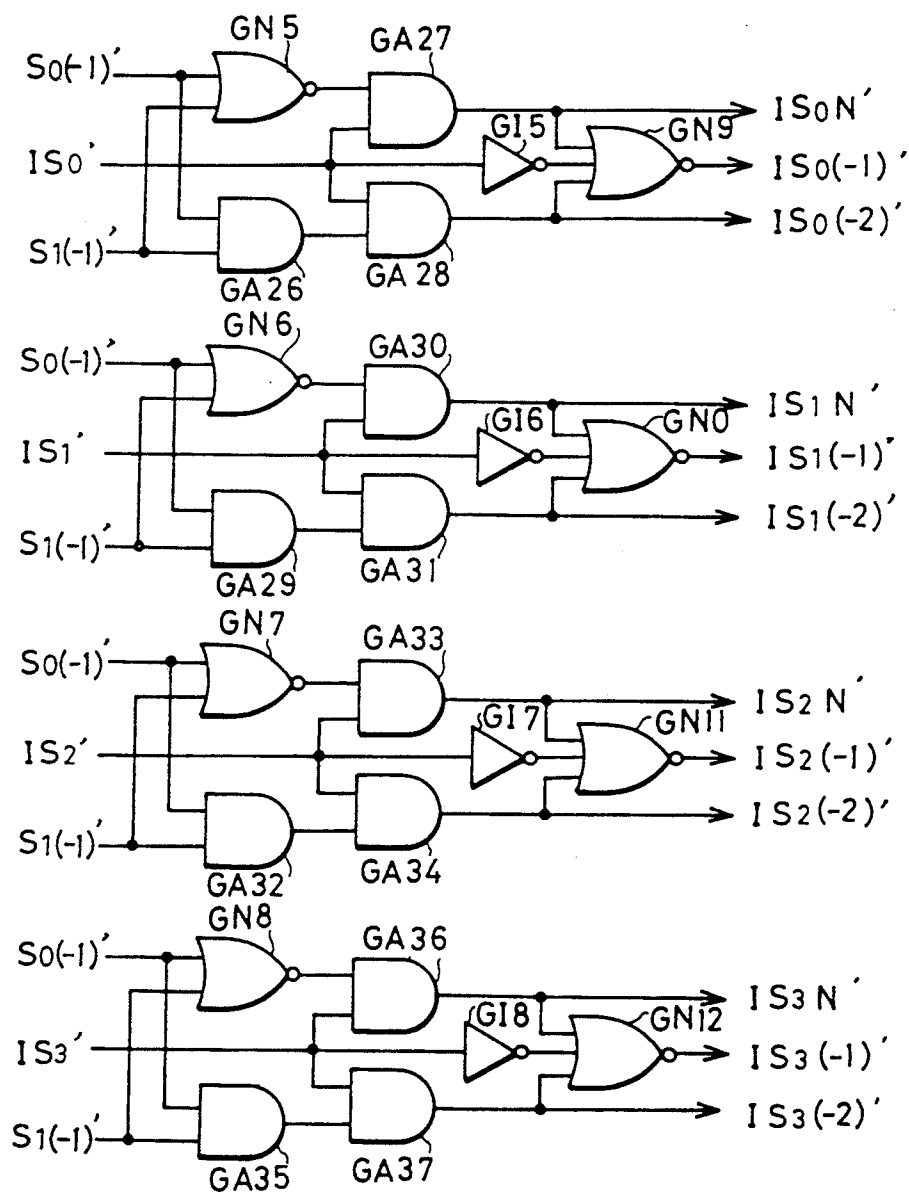 GN5
GA27
S0(-1)'
IS0N'
GI5
GN9
IS0'
IS0(-1)'
IS0(-2)'
S1(-1)'
GA26
GA28
GN6
GA30
S0(-1)'
IS1N'
GI6
GN0
IS1'
IS1(-1)'
IS1(-2)'
S1(-1)'
GA29
GA31
GN7
GA33
S0(-1)'
IS2N'
GI7
GN11
IS2'
IS2(-1)'
IS2(-2)'
S1(-1)'
GA32
GA34
GN8
GA36
S0(-1)'
IS3N'
GI8
GN12
IS3'
IS3(-1)'
IS3(-2)'
S1(-1)'
GA35
GA37